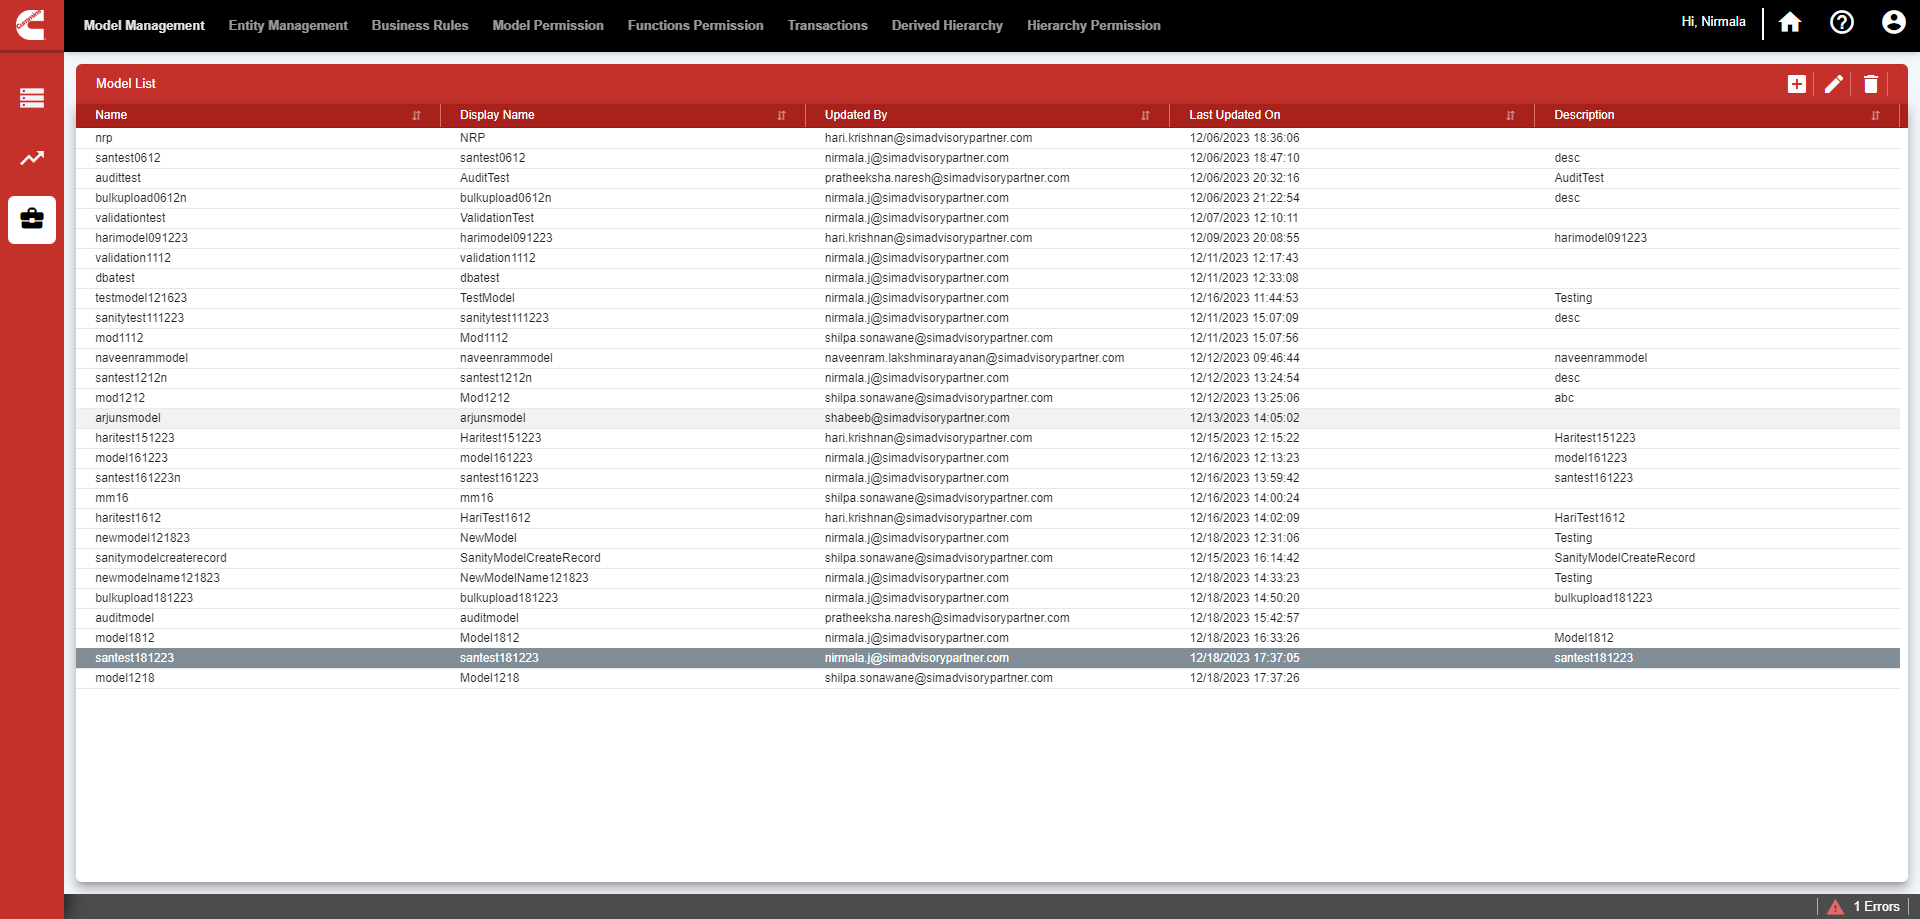 Cummins Model Management Entity Management Business Rules Model Permission Functions Permission Transactions Derived Hierarchy Hierarchy Permission Hi, Nirmala
Model List
Name Display Name Updated By Last Updated On Description
nrp NRP hari.krishnan@simadvisorypartner.com 12/06/2023 18:36:06
santest0612 santest0612 nirmala.j@simadvisorypartner.com 12/06/2023 18:47:10 desc
audittest AuditTest pratheeksha.naresh@simadvisorypartner.com 12/06/2023 20:32:16 AuditTest
bulkupload0612n bulkupload0612n nirmala.j@simadvisorypartner.com 12/06/2023 21:22:54 desc
validationtest ValidationTest nirmala.j@simadvisorypartner.com 12/07/2023 12:10:11
harimodel091223 harimodel091223 hari.krishnan@simadvisorypartner.com 12/09/2023 20:08:55 harimodel091223
validation1112 validation1112 nirmala.j@simadvisorypartner.com 12/11/2023 12:17:43
dbatest dbatest nirmala.j@simadvisorypartner.com 12/11/2023 12:33:08
testmodel121623 TestModel nirmala.j@simadvisorypartner.com 12/16/2023 11:44:53 Testing
sanitytest111223 sanitytest111223 nirmala.j@simadvisorypartner.com 12/11/2023 15:07:09 desc
mod1112 Mod1112 shilpa.sonawane@simadvisorypartner.com 12/11/2023 15:07:56
naveenrammodel naveenrammodel naveenram.lakshminarayanan@simadvisorypartner.com 12/12/2023 09:46:44 naveenrammodel
santest1212n santest1212n nirmala.j@simadvisorypartner.com 12/12/2023 13:24:54 desc
mod1212 Mod1212 shilpa.sonawane@simadvisorypartner.com 12/12/2023 13:25:06 abc
arjunsmodel arjunsmodel shabeeb@simadvisorypartner.com 12/13/2023 14:05:02
haritest151223 Haritest151223 hari.krishnan@simadvisorypartner.com 12/15/2023 12:15:22 Haritest151223
model161223 model161223 nirmala.j@simadvisorypartner.com 12/16/2023 12:13:23 model161223
santest161223n santest161223 nirmala.j@simadvisorypartner.com 12/16/2023 13:59:42 santest161223
mm16 mm16 shilpa.sonawane@simadvisorypartner.com 12/16/2023 14:00:24
haritest1612 HariTest1612 hari.krishnan@simadvisorypartner.com 12/16/2023 14:02:09 HariTest1612
newmodel121823 NewModel nirmala.j@simadvisorypartner.com 12/18/2023 12:31:06 Testing
sanitymodelcreaterecord SanityModelCreateRecord shilpa.sonawane@simadvisorypartner.com 12/15/2023 16:14:42 SanityModelCreateRecord
newmodelname121823 NewModelName121823 nirmala.j@simadvisorypartner.com 12/18/2023 14:33:23 Testing
bulkupload181223 bulkupload181223 nirmala.j@simadvisorypartner.com 12/18/2023 14:50:20 bulkupload181223
auditmodel auditmodel pratheeksha.naresh@simadvisorypartner.com 12/18/2023 15:42:57
model1812 Model1812 nirmala.j@simadvisorypartner.com 12/18/2023 16:33:26 Model1812
santest181223 santest181223 nirmala.j@simadvisorypartner.com 12/18/2023 17:37:05 santest181223
model1218 Model1218 shilpa.sonawane@simadvisorypartner.com 12/18/2023 17:37:26
1 Errors